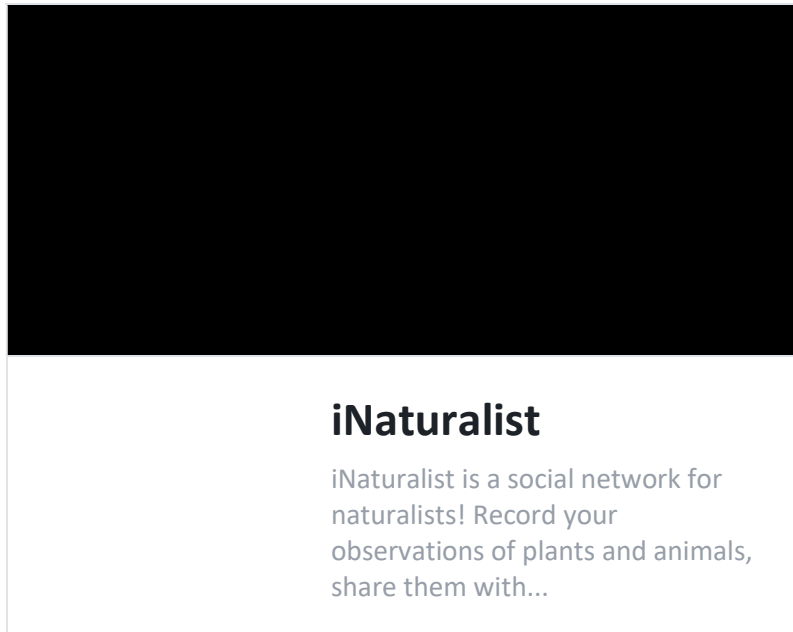 iNaturalist
iNaturalist is a social network for
naturalists! Record your
observations of plants and animals,
share them with...